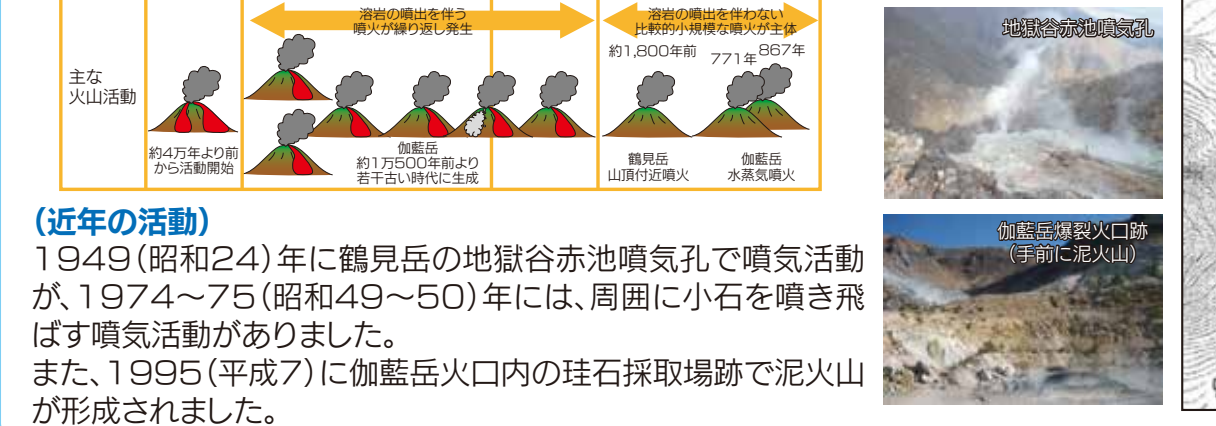 溶岩の噴出を伴う
噴火が繰り返し発生
溶岩の噴出を伴わない
比較的小規模な噴火が主体
約1,800年前
771年
867年
主な
火山活動
約4万年より前
から活動開始
伽藍岳
約1万500年前より
若干古い時代に生成
鶴見岳
山頂付近噴火
伽藍岳
水蒸気噴火
地獄谷赤池噴気孔
伽藍岳爆裂火口跡
(手前に泥火山)
(近年の活動)
1949(昭和24)年に鶴見岳の地獄谷赤池噴気孔で噴気活動
が、1974~75(昭和49~50)年には、周囲に小石を噴き飛
ばす噴気活動がありました。
また、1995(平成7)に伽藍岳火口内の珪石採取場跡で泥火山
が形成されました。